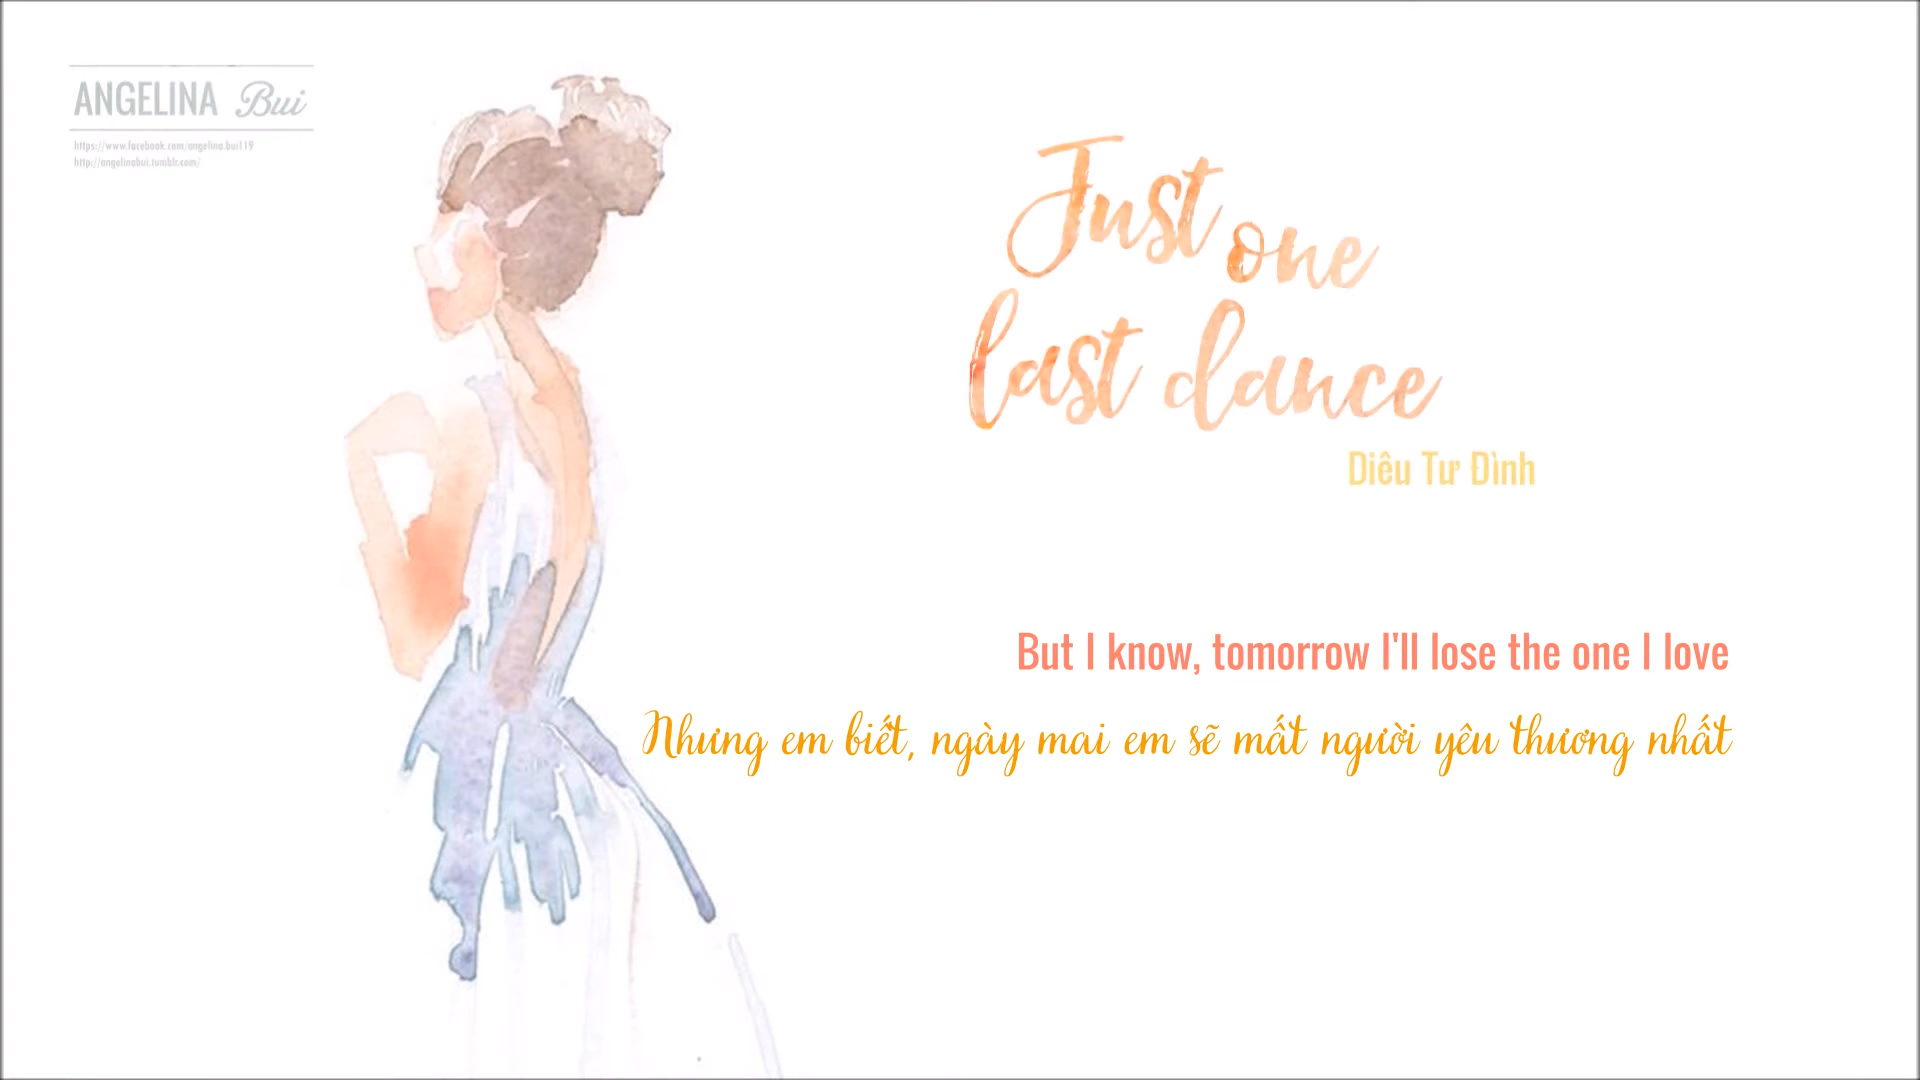 ANGELINA Bui
https://www.facebook.com/angelina.bui119
http://angelinabui.tumblr.com/
Just one
last dance
Diêu Tư Đình
But I know, tomorrow I'll lose the one I love
Nhưng em biết, ngày mai em sẽ mất người yêu thương nhất